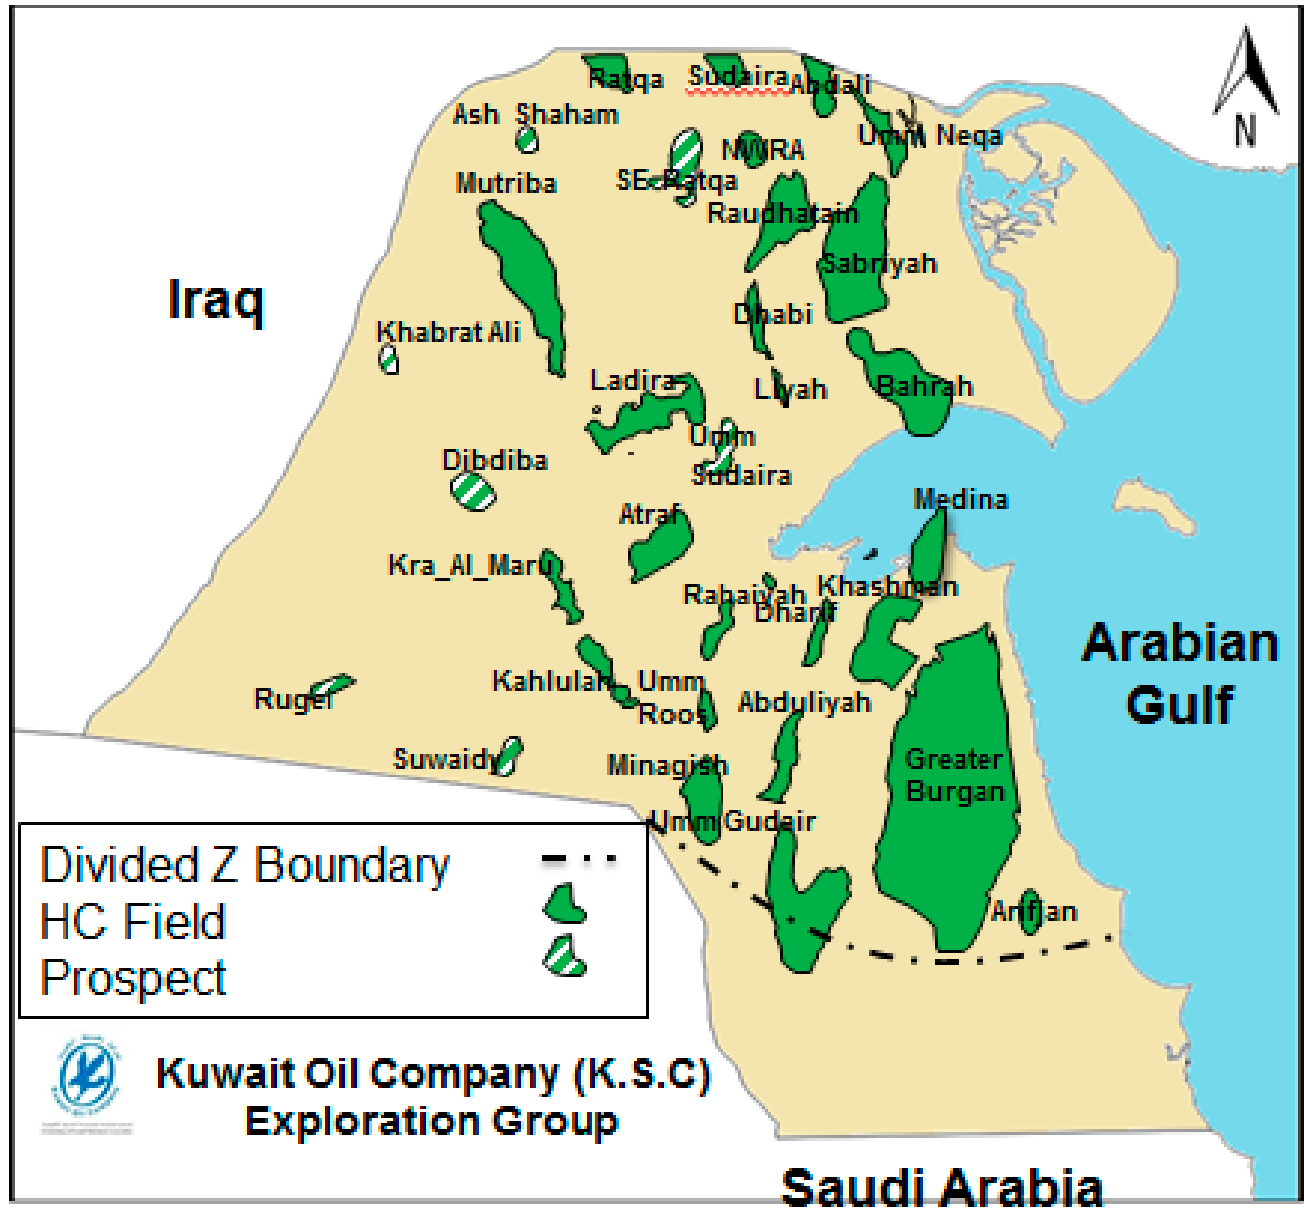 Ratqa
Sudaira
Abdali
Ash Shaham
Umm Neqa
NWRA
SE-Ratqa
Mutriba
Raudhatain
Sabriyah
Iraq
Dhabi
Khabrat Ali
Ladira
Liyah
Bahrah
Umm
Sudaira
Dibdiba
Medina
Atraf
Kra_Al_Maru
Rahaiyah
Khashman
Dharif
Arabian
Gulf
Kahlulah
Umm
Roos
Rugei
Abduliyah
Suwaidy
Minagish
Greater
Burgan
Umm Gudair
Arifjan
Divided Z Boundary
HC Field
Prospect
Kuwait Oil Company (K.S.C)
Exploration Group
Saudi Arabia
N